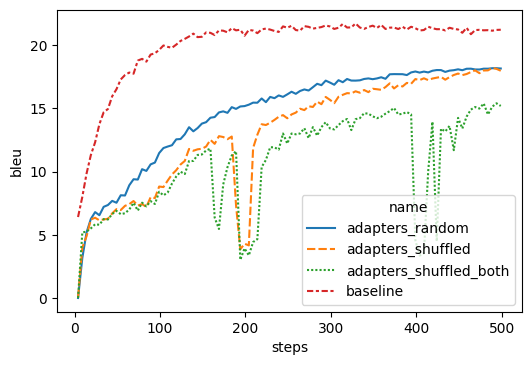 20
15
10
5
0
bleu
name
adapters_random
adapters_shuffled
adapters_shuffled_both
baseline
0 100 200 300 400 500
steps